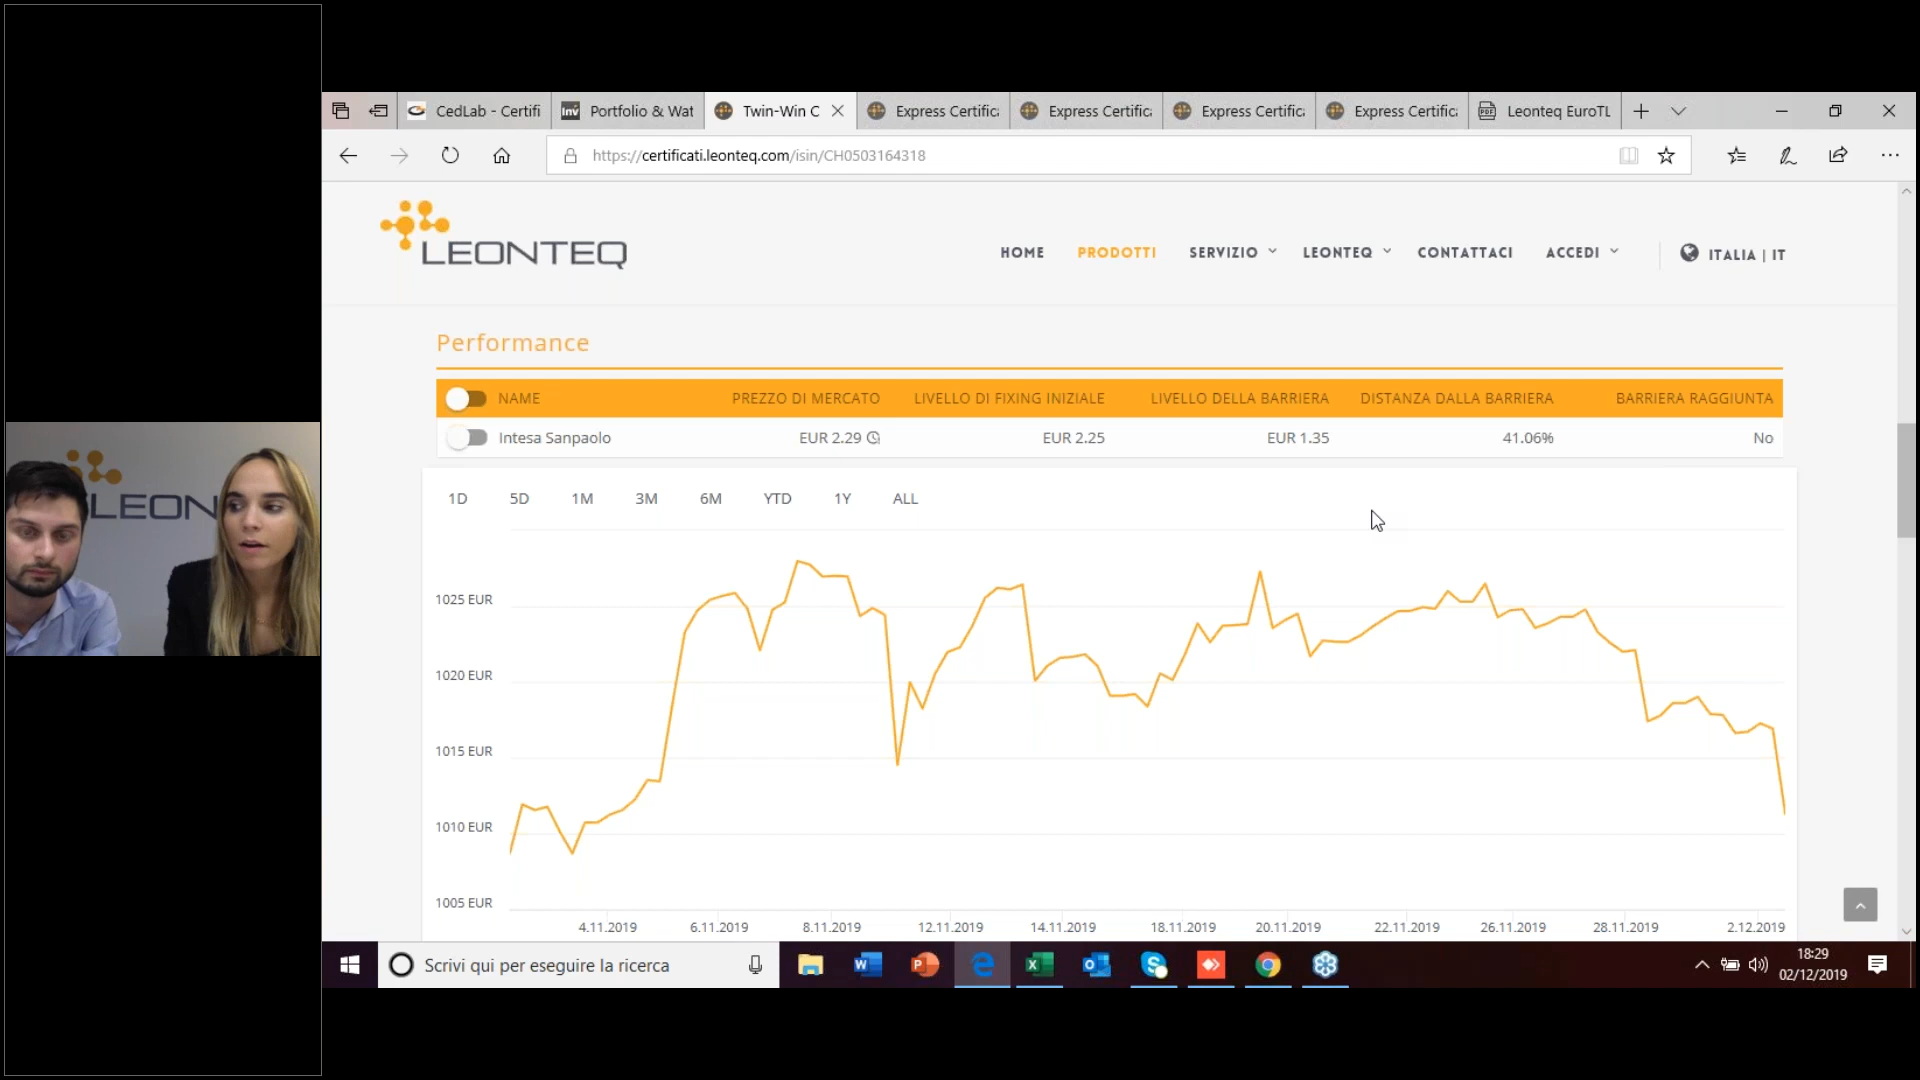 CedLab - Certifi
Portfolio & Wat
Twin-Win C
Express Certific
Express Certific
Express Certific
Express Certific
Leonteq EuroTL
https://certificati.leonteq.com/isin/CH0503164318
LEONTEQ
HOME
PRODOTTI
SERVIZIO
LEONTEQ
CONTATTACI
ACCEDI
ITALIA | IT
Performance
NAME PREZZO DI MERCATO LIVELLO DI FIXING INIZIALE LIVELLO DELLA BARRIERA DISTANZA DALLA BARRIERA BARRIERA RAGGIUNTA
Intesa Sanpaolo EUR 2.29 EUR 2.25 EUR 1.35 41.06% No
1D 5D 1M 3M 6M YTD 1Y ALL
1025 EUR
1020 EUR
1015 EUR
1010 EUR
1005 EUR
4.11.2019 6.11.2019 8.11.2019 12.11.2019 14.11.2019 18.11.2019 20.11.2019 22.11.2019 26.11.2019 28.11.2019 2.12.2019
LEON
Scrivi qui per eseguire la ricerca
18:29
02/12/2019